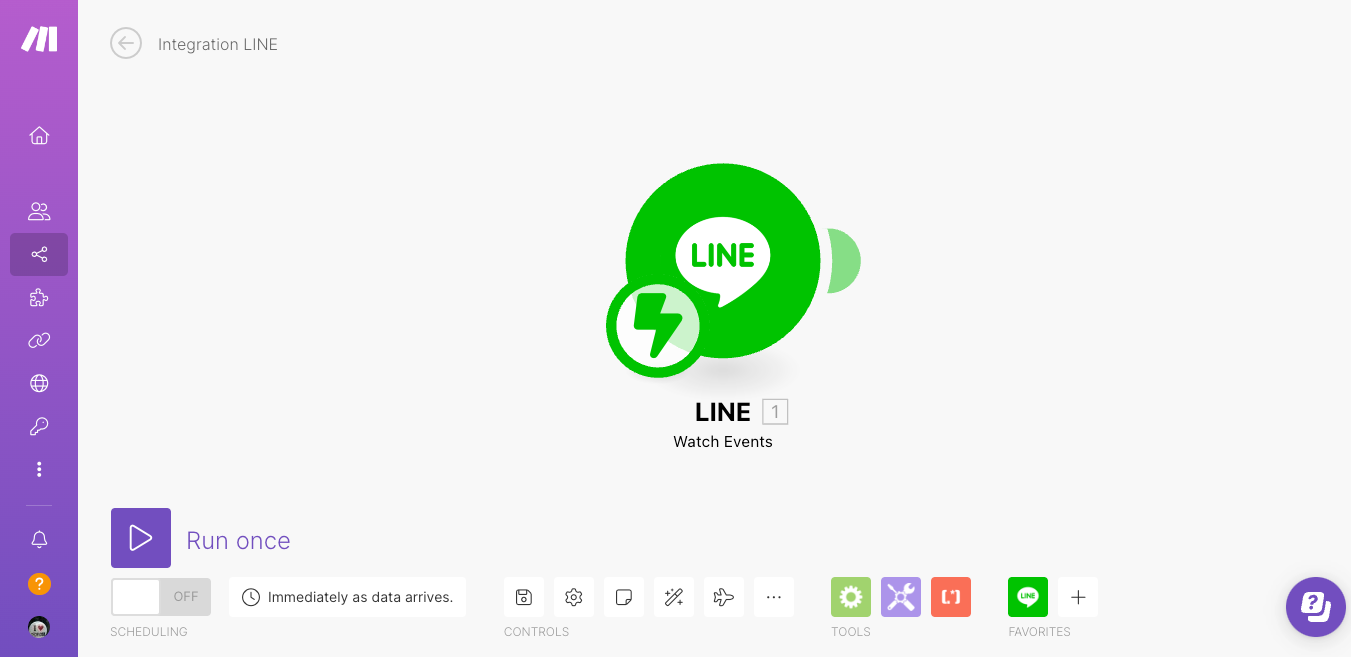 Integration LINE
LINE
LINE 1
Watch Events
Run once
OFF
Immediately as data arrives.
LINE
SCHEDULING
CONTROLS
TOOLS
FAVORITES